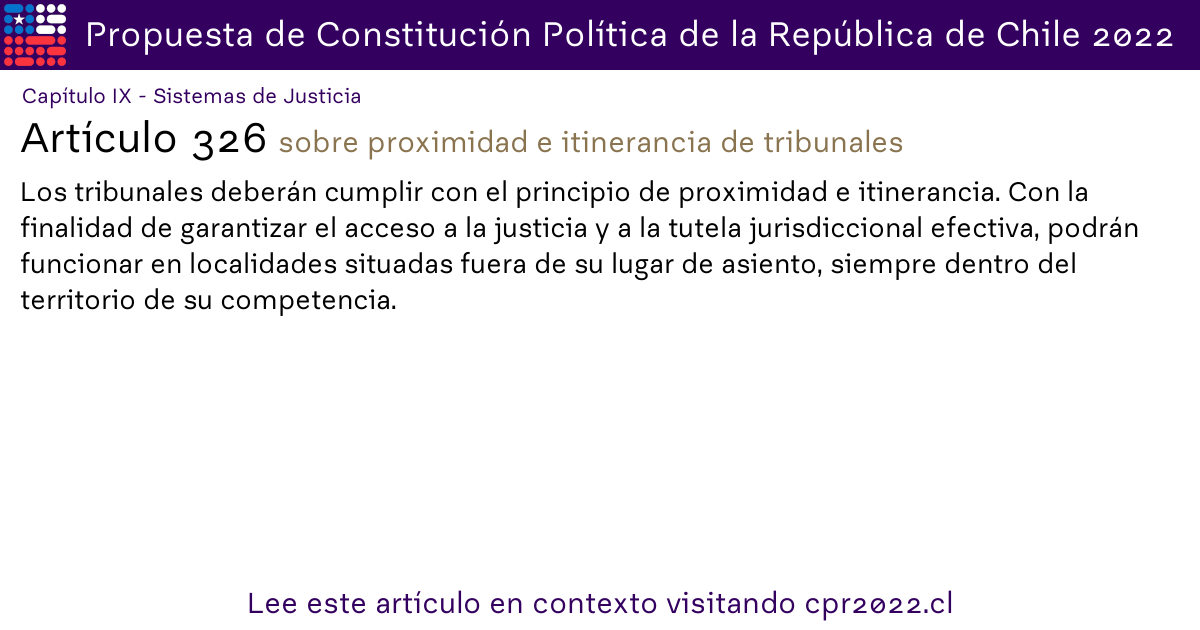 Propuesta de Constitución Política de la República de Chile 2022
Capítulo IX - Sistemas de Justicia
Artículo 326 sobre proximidad e itinerancia de tribunales
Los tribunales deberán cumplir con el principio de proximidad e itinerancia. Con la
finalidad de garantizar el acceso a la justicia y a la tutela jurisdiccional efectiva, podrán
funcionar en localidades situadas fuera de su lugar de asiento, siempre dentro del
territorio de su competencia.
Lee este artículo en contexto visitando cpr2022.cl